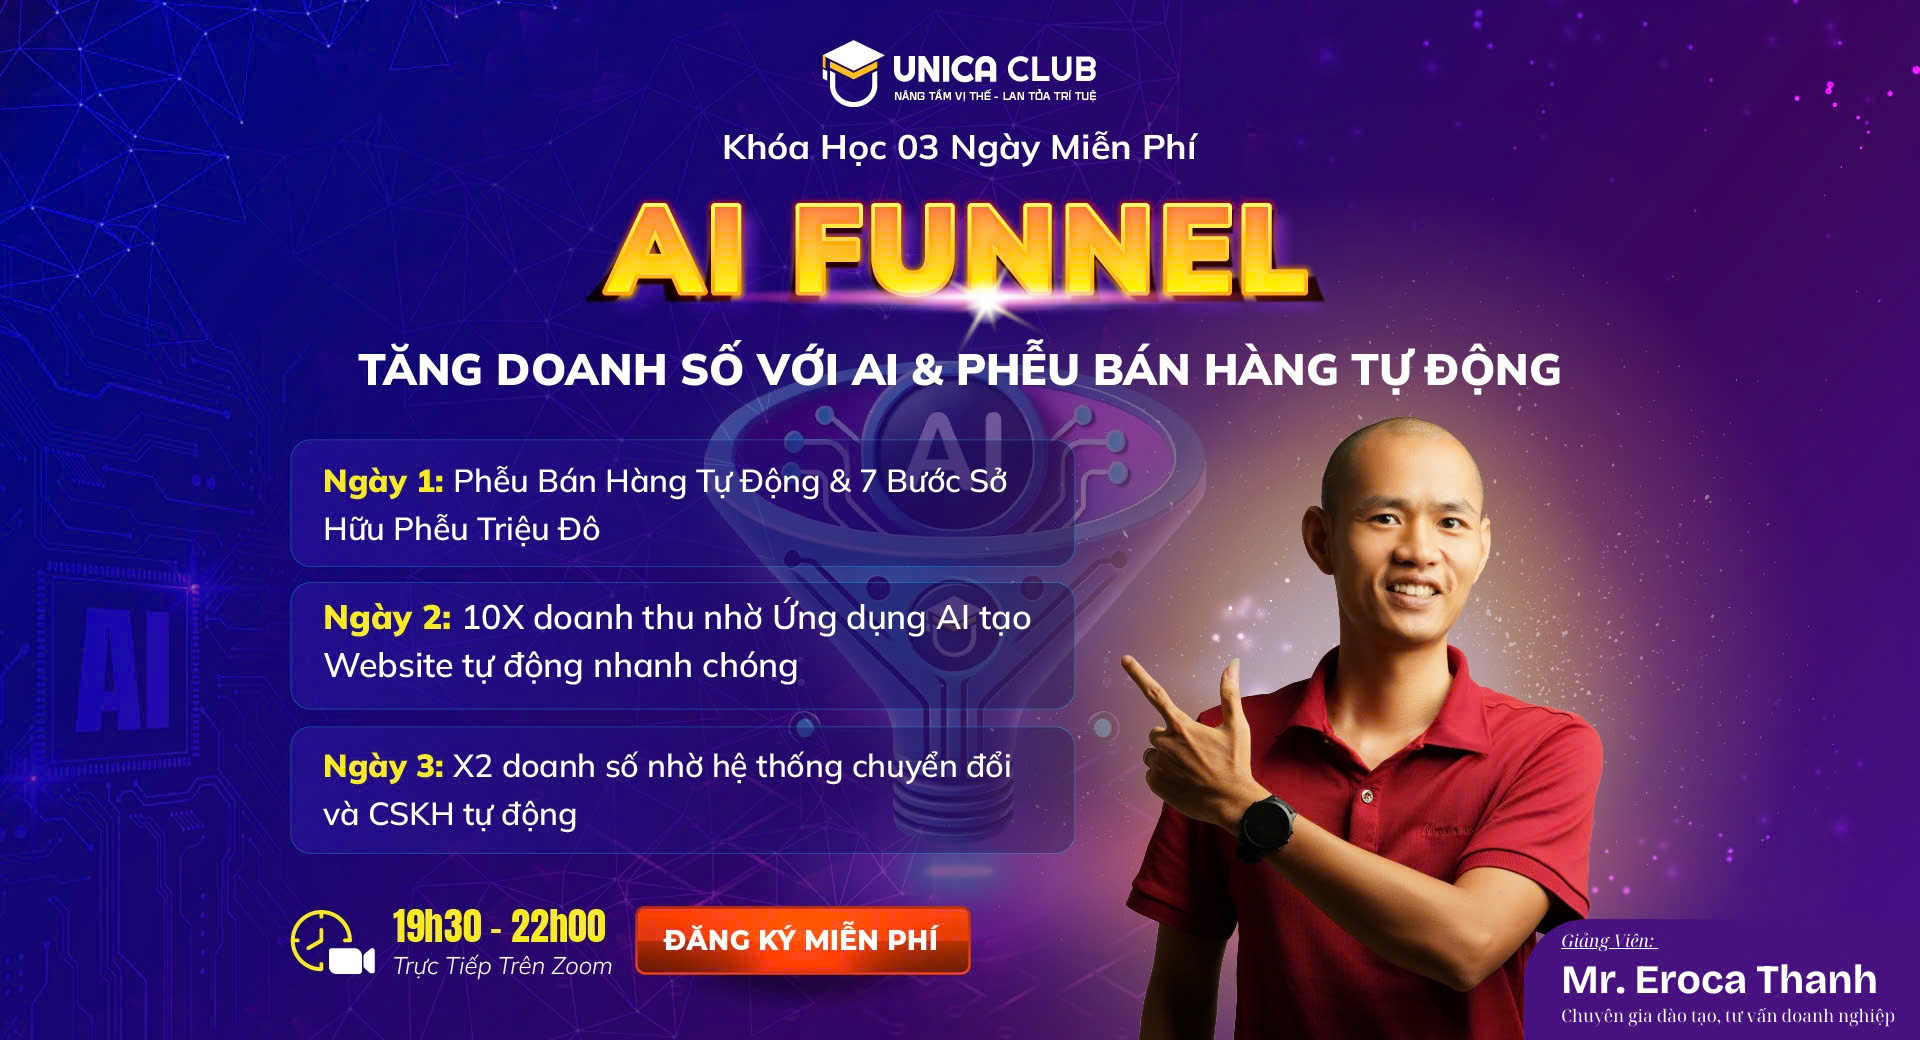 UNICA CLUB
NÂNG TẦM VỊ THẾ - LAN TỎA TRÍ TUỆ
Khóa Học 03 Ngày Miễn Phí
AI FUNNEL
TĂNG DOANH SỐ VỚI AI & PHỄU BÁN HÀNG TỰ ĐỘNG
AI
Ngày 1: Phễu Bán Hàng Tự Động & 7 Bước Sở
Hữu Phễu Triệu Đô
Ngày 2: 10X doanh thu nhờ Ứng dụng AI tạo
Website tự động nhanh chóng
AI
Ngày 3: X2 doanh số nhờ hệ thống chuyển đổi
và CSKH tự động
19h30 - 22h00
Trực Tiếp Trên Zoom
ĐĂNG KÝ MIỄN PHÍ
Giảng Viên:
Mr. Eroca Thanh
Chuyên gia đào tạo, tư vấn doanh nghiệp